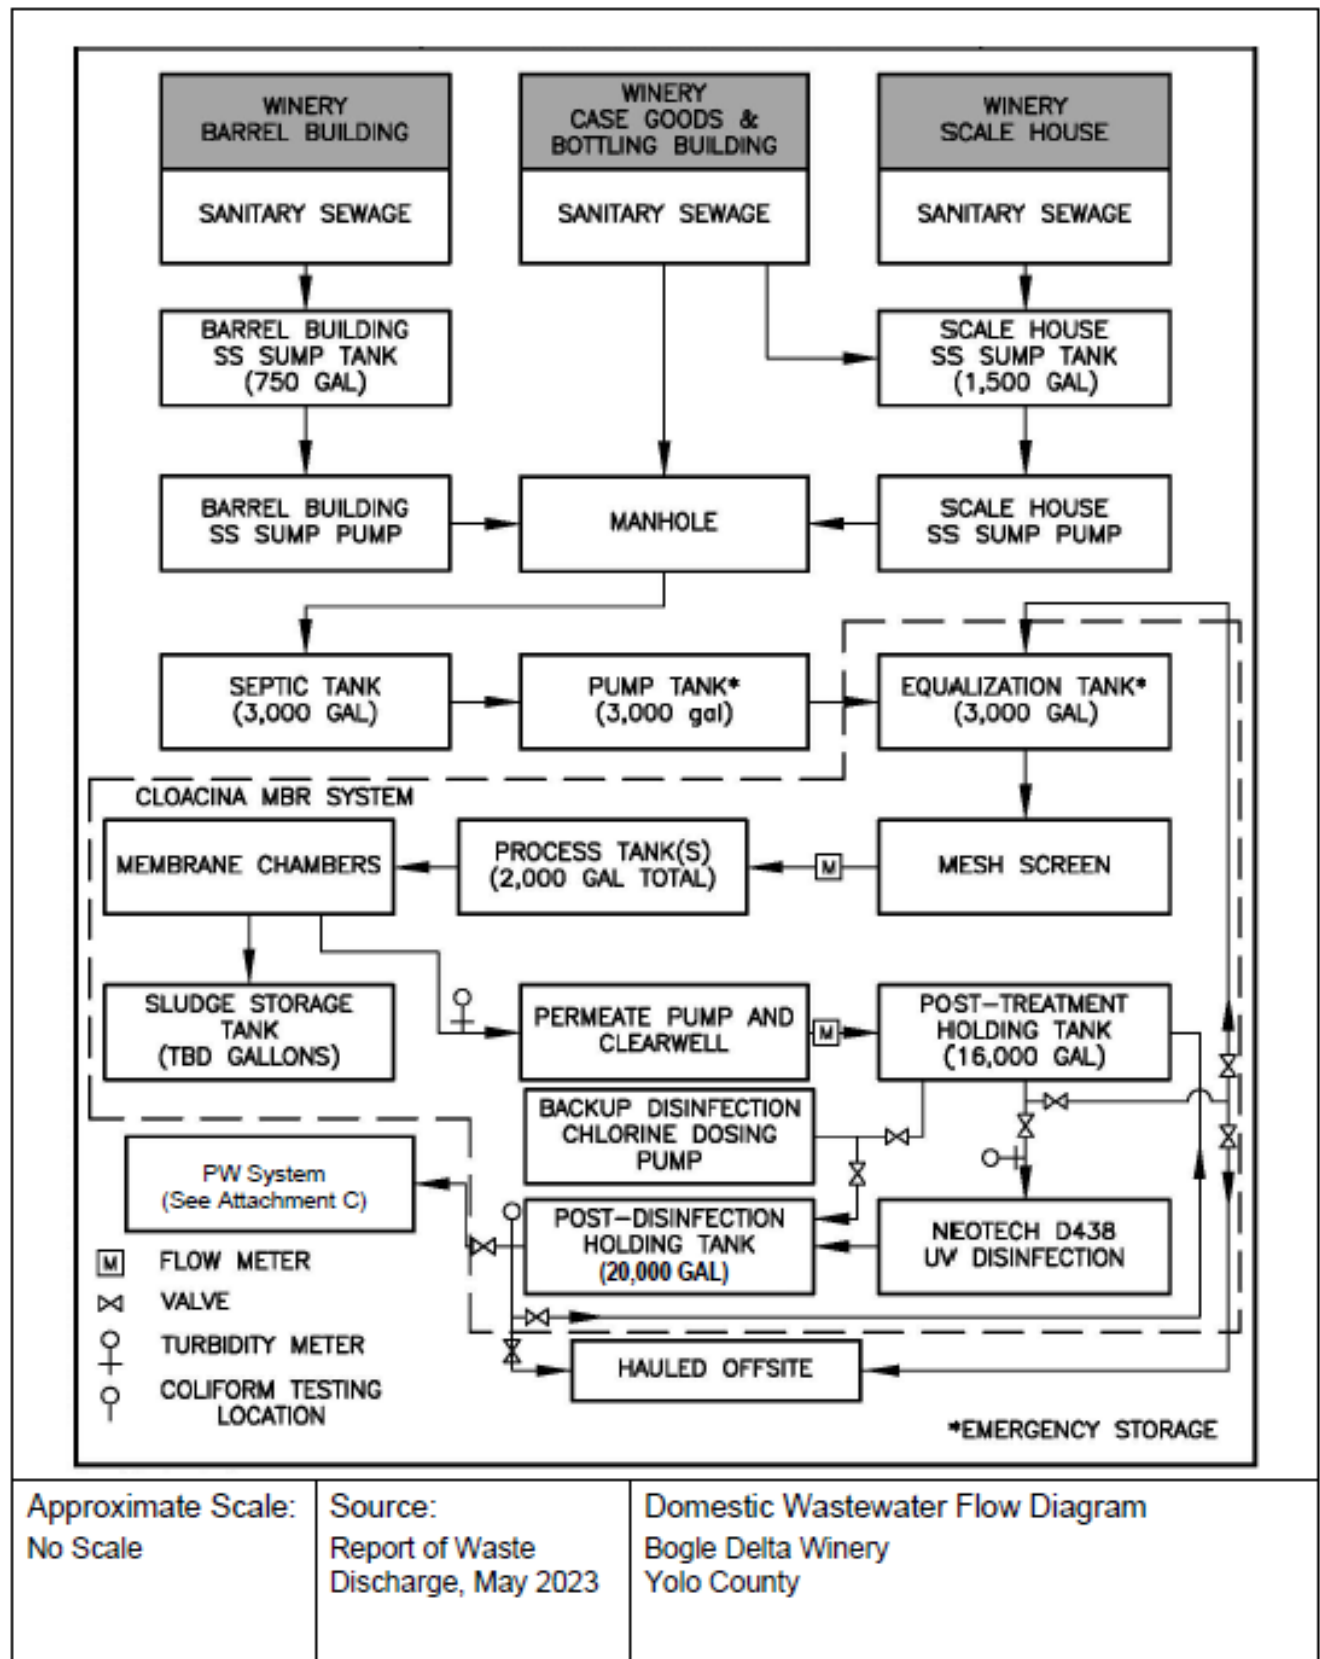 WINERY
BARREL BUILDING
SANITARY SEWAGE
WINERY
CASE GOODS &
BOTTLING BUILDING
SANITARY SEWAGE
WINERY
SCALE HOUSE
SANITARY SEWAGE
BARREL BUILDING
SS SUMP TANK
(750 GAL)
SCALE HOUSE
SS SUMP TANK
(1,500 GAL)
BARREL BUILDING
SS SUMP PUMP
MANHOLE
SCALE HOUSE
SS SUMP PUMP
SEPTIC TANK
(3,000 GAL)
PUMP TANK*
(3,000 gal)
EQUALIZATION TANK*
(3,000 GAL)
CLOACINA MBR SYSTEM
MEMBRANE CHAMBERS
PROCESS TANK(S)
(2,000 GAL TOTAL)
M
MESH SCREEN
SLUDGE STORAGE
TANK
(TBD GALLONS)
PERMEATE PUMP AND
CLEARWELL
M
POST-TREATMENT
HOLDING TANK
(16,000 GAL)
BACKUP DISINFECTION
CHLORINE DOSING
PUMP
PW System
(See Attachment C)
POST-DISINFECTION
HOLDING TANK
(20,000 GAL)
NEOTECH D438
UV DISINFECTION
M FLOW METER
VALVE
TURBIDITY METER
COLIFORM TESTING
LOCATION
HAULED OFFSITE
*EMERGENCY STORAGE
Approximate Scale:
No Scale
Source:
Report of Waste
Discharge, May 2023
Domestic Wastewater Flow Diagram
Bogle Delta Winery
Yolo County